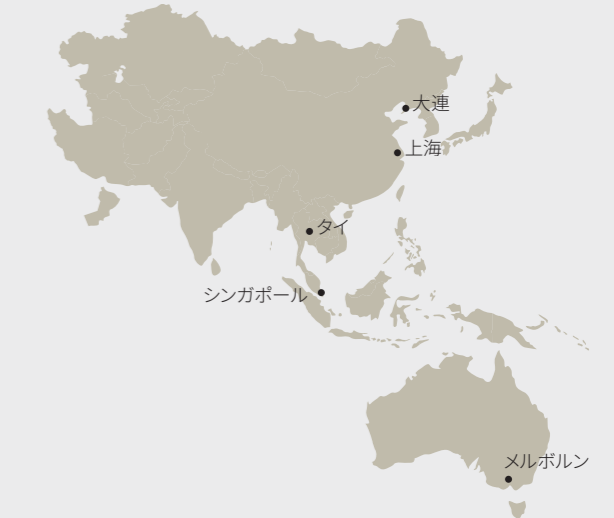 大連
上海
タイ
シンガポール
メルボルン